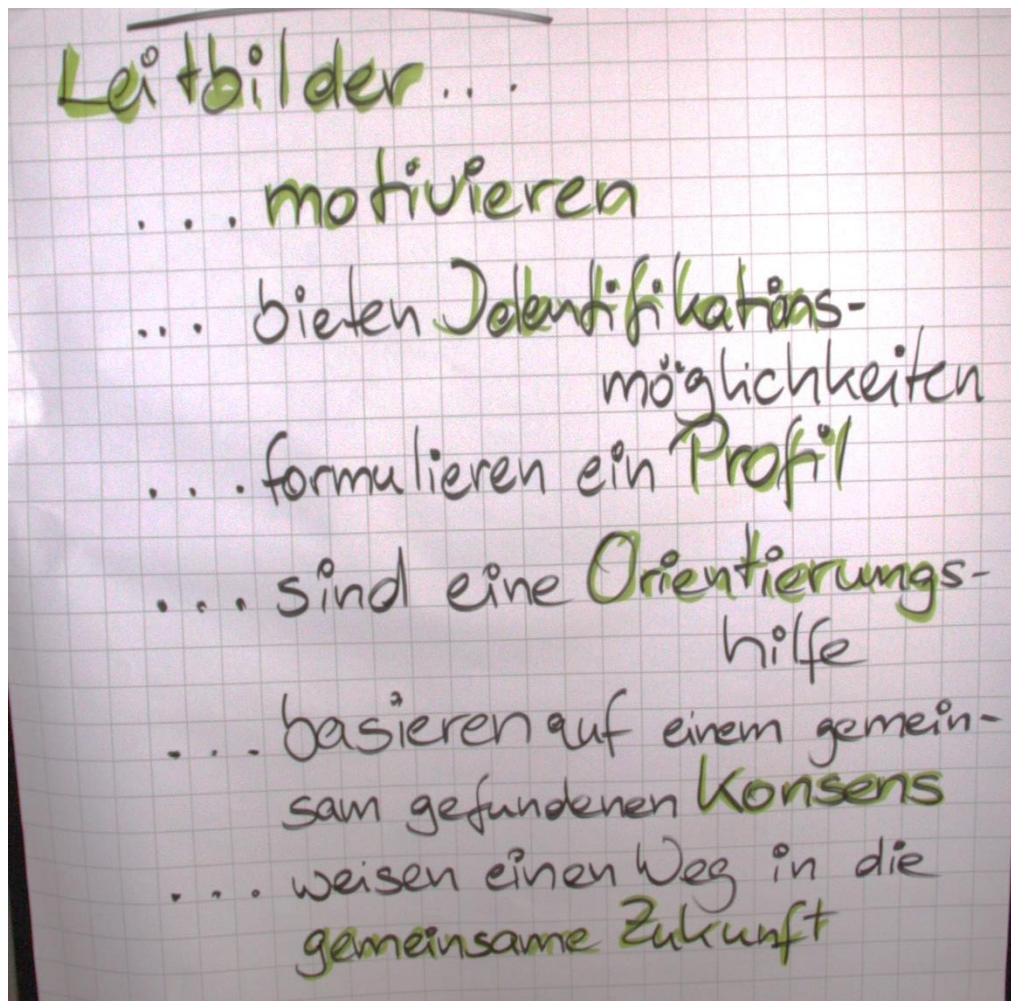 Leitbilder...
... motivieren
... bieten Identifikations-
möglichkeiten
... formulieren ein Profil
... sind eine Orientierungs-
hilfe
... basieren auf einem gemein-
sam gefundenen Konsens
... weisen einen Weg in die
gemeinsame Zukunft